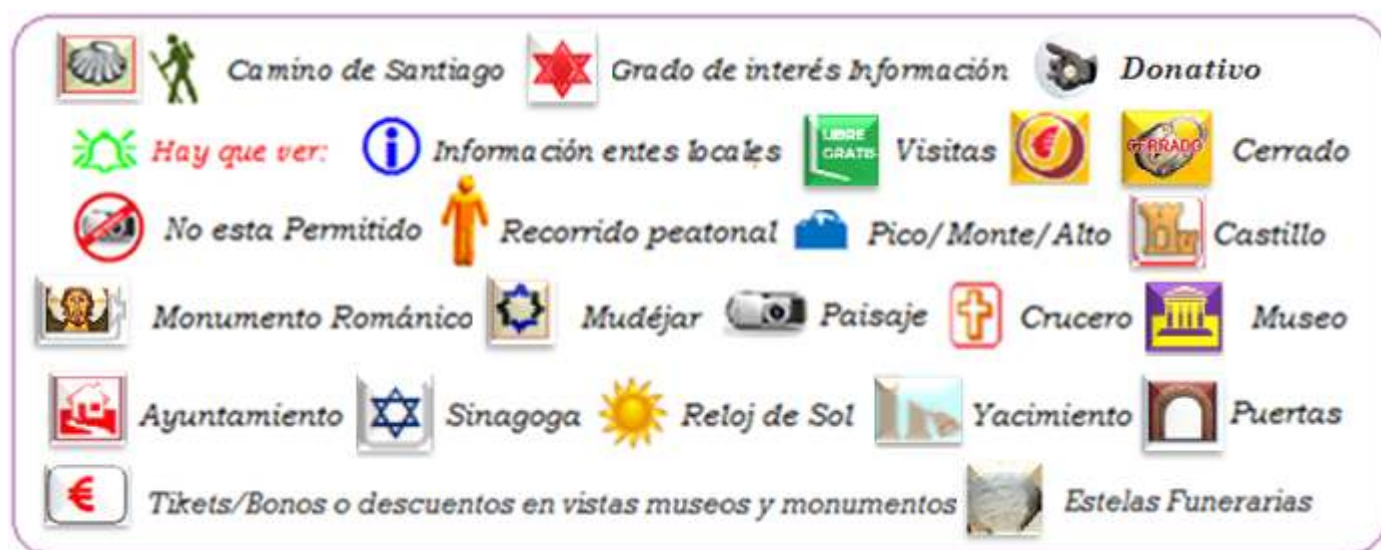 Camino de Santiago Grado de interés Información Donativo
Hay que ver: Información entes locales LIBRE GRATIS Visitas € CERRADO Cerrado
No esta Permitido Recorrido peatonal Pico/Monte/Alto Castillo
Monumento Románico Mudéjar Paisaje Crucero Museo
Ayuntamiento Sinagoga Reloj de Sol Yacimiento Puertas
€ Tikets/Bonos o descuentos en vistas museos y monumentos Estelas Funerarias